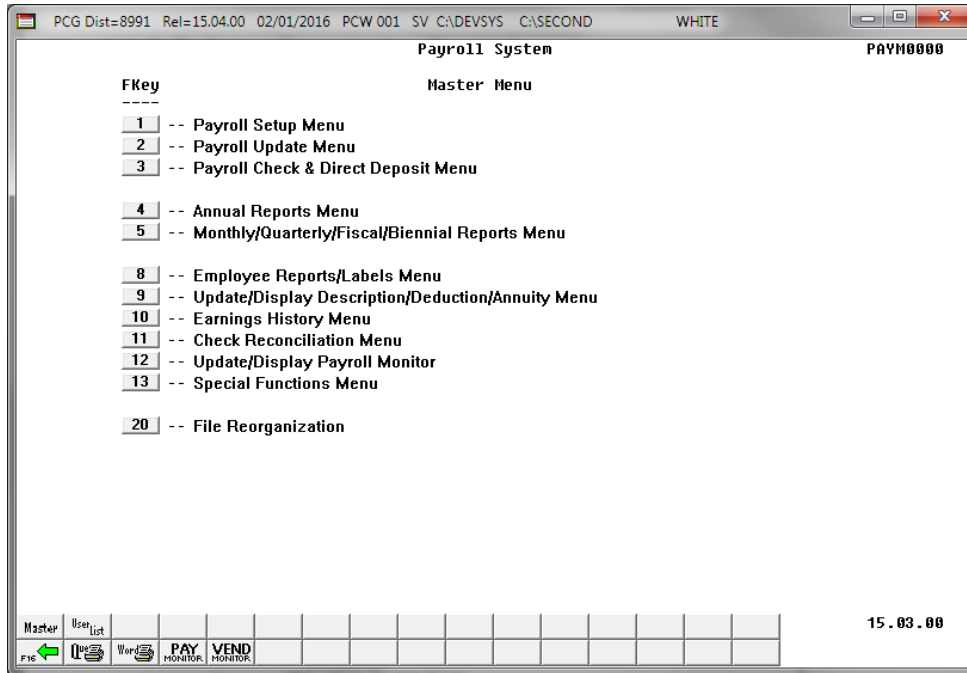 PCG Dist=8991 Rel=15.04.00 02/01/2016 PCW 001 SV C:\DEVSYS C:\SECOND WHITE
Payroll System PAYM0000
FKey Master Menu
----
1 -- Payroll Setup Menu
2 -- Payroll Update Menu
3 -- Payroll Check & Direct Deposit Menu
4 -- Annual Reports Menu
5 -- Monthly/Quarterly/Fiscal/Biennial Reports Menu
8 -- Employee Reports/Labels Menu
9 -- Update/Display Description/Deduction/Annuity Menu
10 -- Earnings History Menu
11 -- Check Reconciliation Menu
12 -- Update/Display Payroll Monitor
13 -- Special Functions Menu
20 -- File Reorganization
Master User List 15.03.00
F16 Que Word PAY MONITOR VEND MONITOR